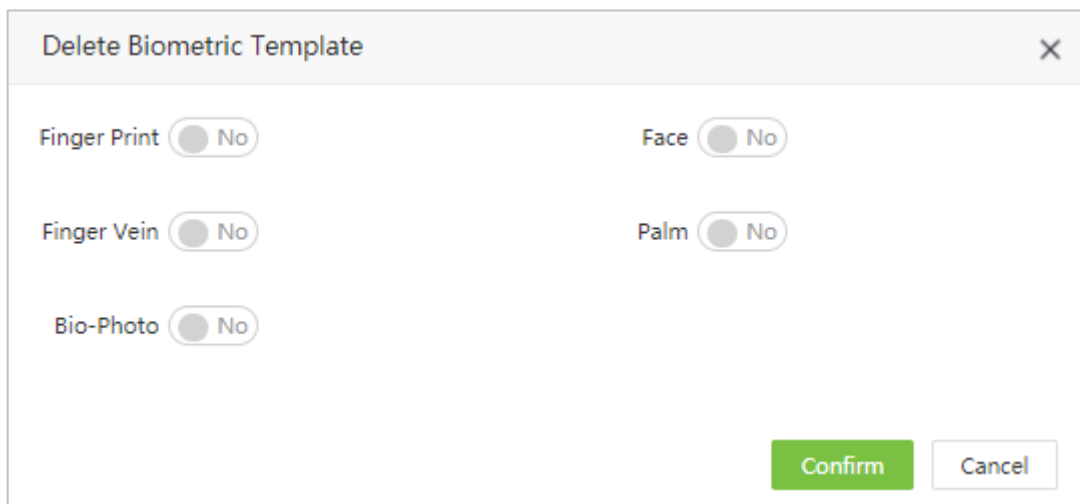 Delete Biometric Template
Finger Print No Face No
Finger Vein No Palm No
Bio-Photo No
Confirm Cancel